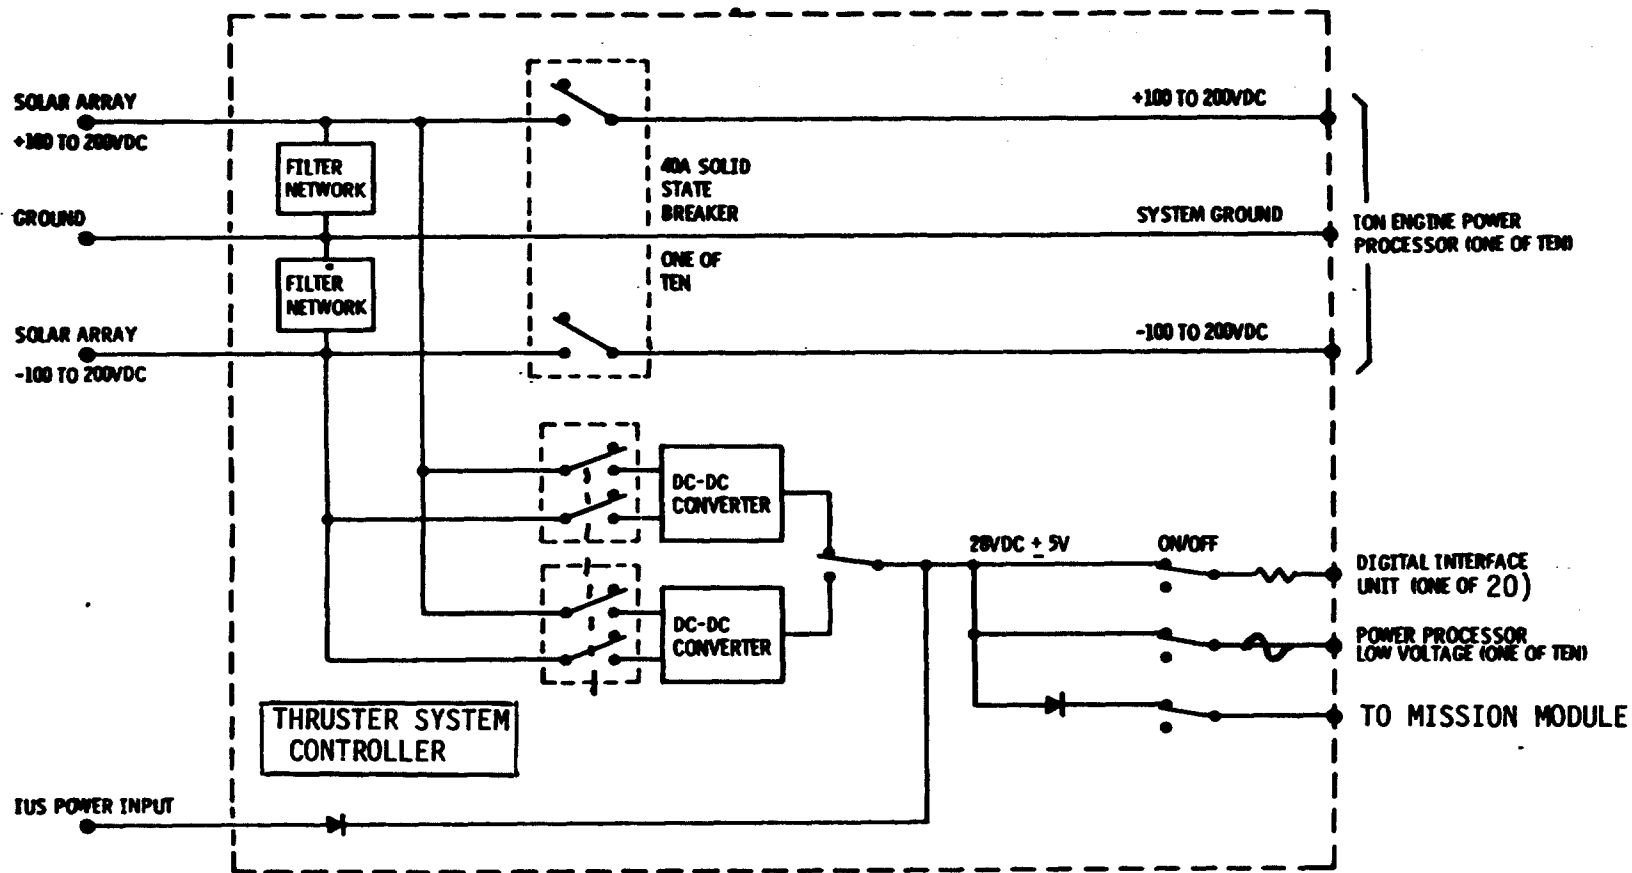 SOLAR ARRAY
+100 TO 200VDC
FILTER
NETWORK
GROUND
FILTER
NETWORK
SOLAR ARRAY
-100 TO 200VDC
40A SOLID
STATE
BREAKER
ONE OF
TEN
+100 TO 200VDC
SYSTEM GROUND
-100 TO 200VDC
ION ENGINE POWER
PROCESSOR (ONE OF TEN)
DC-DC
CONVERTER
DC-DC
CONVERTER
28VDC ± 5V
ON/OFF
DIGITAL INTERFACE
UNIT (ONE OF 20)
POWER PROCESSOR
LOW VOLTAGE (ONE OF TEN)
TO MISSION MODULE
THRUSTER SYSTEM
CONTROLLER
IUS POWER INPUT